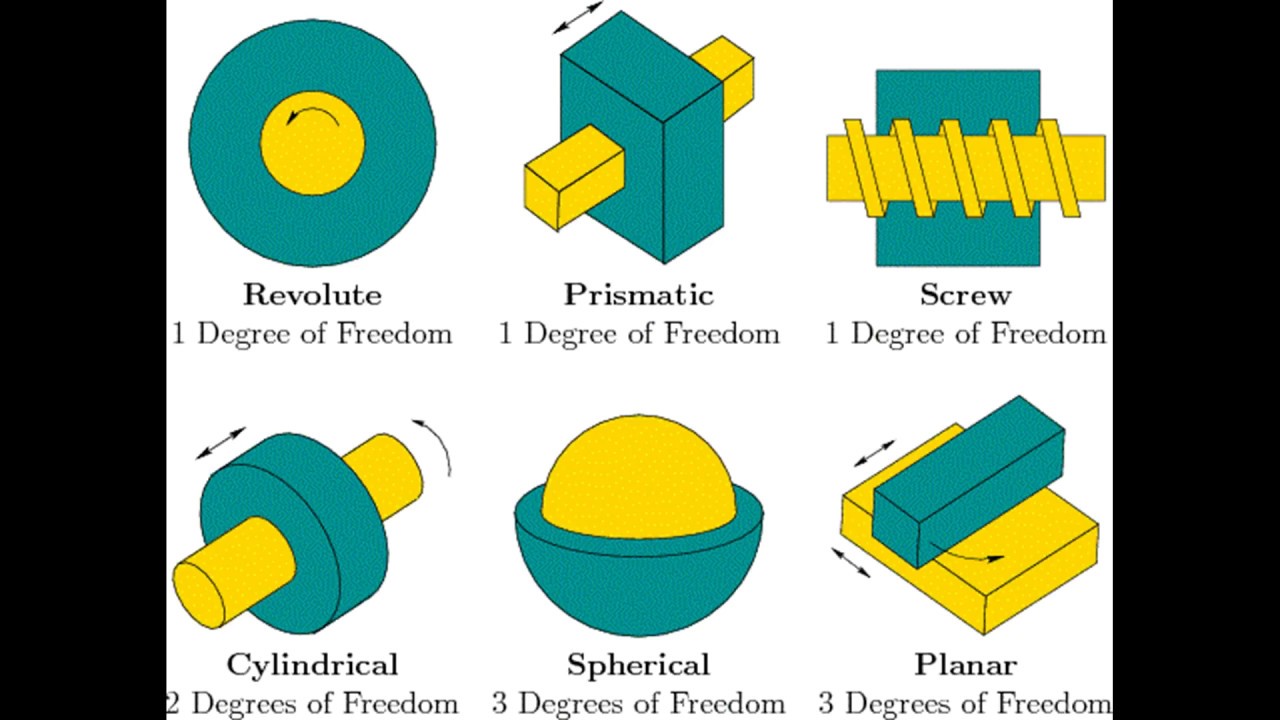 Revolute
1 Degree of Freedom
Prismatic
1 Degree of Freedom
Screw
1 Degree of Freedom
Cylindrical
2 Degrees of Freedom
Spherical
3 Degrees of Freedom
Planar
3 Degrees of Freedom